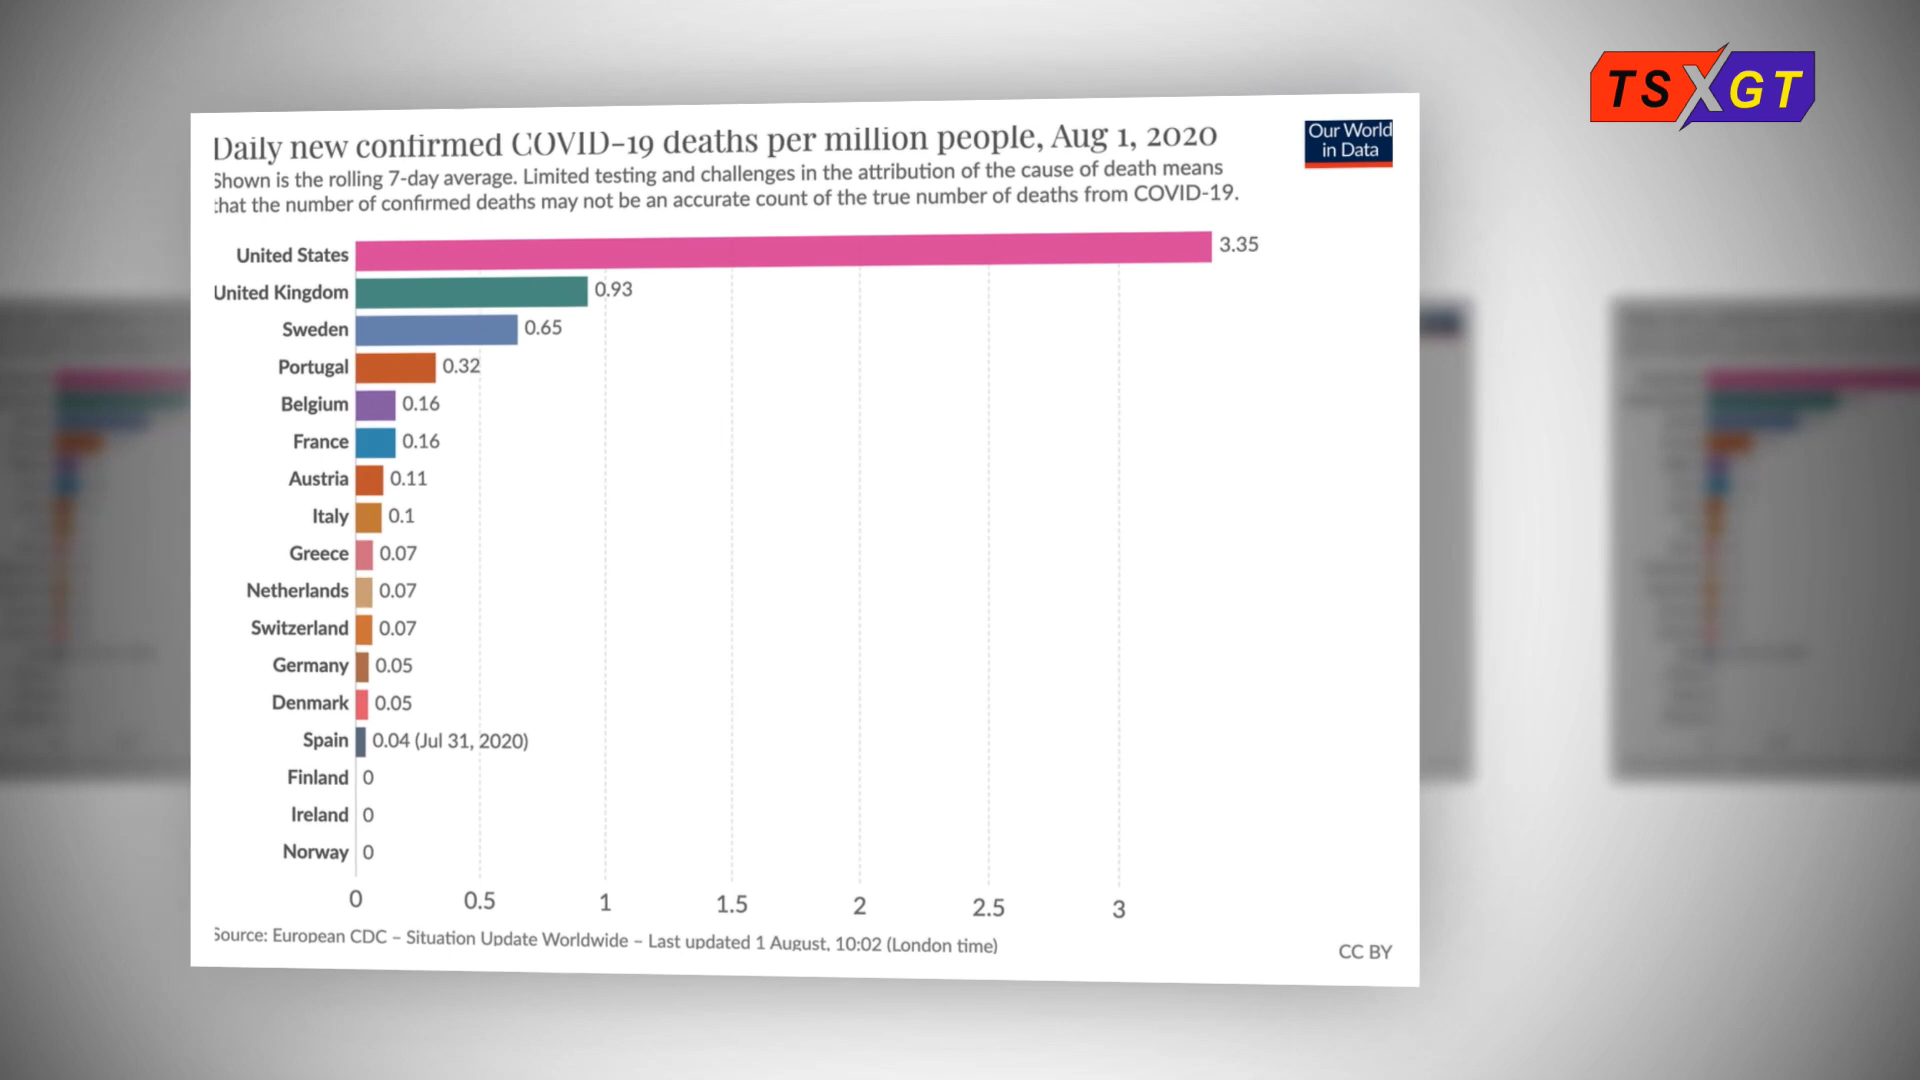 TSXGT
Daily new confirmed COVID-19 deaths per million people, Aug 1, 2020
Our World
in Data
Shown is the rolling 7-day average. Limited testing and challenges in the attribution of the cause of death means
that the number of confirmed deaths may not be an accurate count of the true number of deaths from COVID-19.
United States 3.35
United Kingdom 0.93
Sweden 0.65
Portugal 0.32
Belgium 0.16
France 0.16
Austria 0.11
Italy 0.1
Greece 0.07
Netherlands 0.07
Switzerland 0.07
Germany 0.05
Denmark 0.05
Spain 0.04 (Jul 31, 2020)
Finland 0
Ireland 0
Norway 0
0 0.5 1 1.5 2 2.5 3
Source: European CDC – Situation Update Worldwide – Last updated 1 August, 10:02 (London time)
CC BY